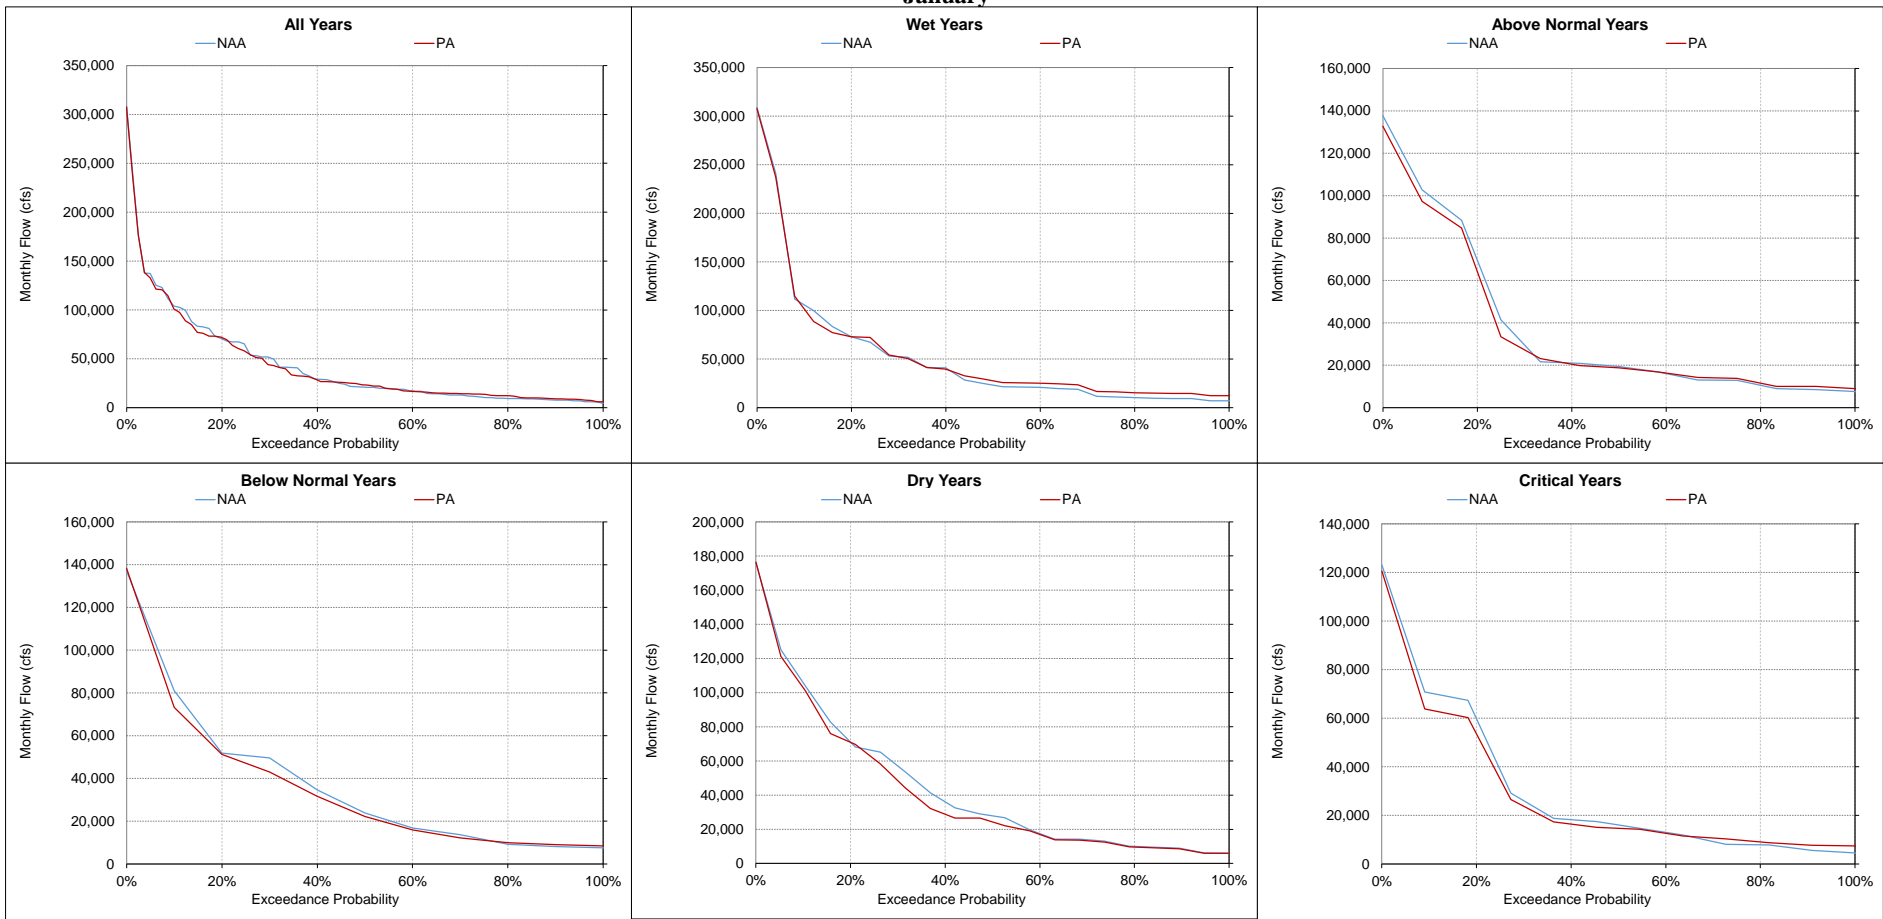 January
All Years
NAA PA
350,000
300,000
250,000
200,000
150,000
100,000
50,000
0
Monthly Flow (cfs)
0% 20% 40% 60% 80% 100%
Exceedance Probability
Wet Years
NAA PA
350,000
300,000
250,000
200,000
150,000
100,000
50,000
0
Monthly Flow (cfs)
0% 20% 40% 60% 80% 100%
Exceedance Probability
Above Normal Years
NAA PA
160,000
140,000
120,000
100,000
80,000
60,000
40,000
20,000
0
Monthly Flow (cfs
0% 20% 40% 60% 80% 100%
Exceedance Probability
Below Normal Years
NAA PA
160,000
140,000
120,000
100,000
80,000
60,000
40,000
20,000
0
Monthly Flow (cfs)
0% 20% 40% 60% 80% 100%
Exceedance Probability
Dry Years
NAA PA
200,000
180,000
160,000
140,000
120,000
100,000
80,000
60,000
40,000
20,000
0
Monthly Flow (cfs)
0% 20% 40% 60% 80% 100%
Exceedance Probability
Critical Years
NAA PA
140,000
120,000
100,000
80,000
60,000
40,000
20,000
0
Monthly Flow (cfs)
0% 20% 40% 60% 80% 100%
Exceedance Probability